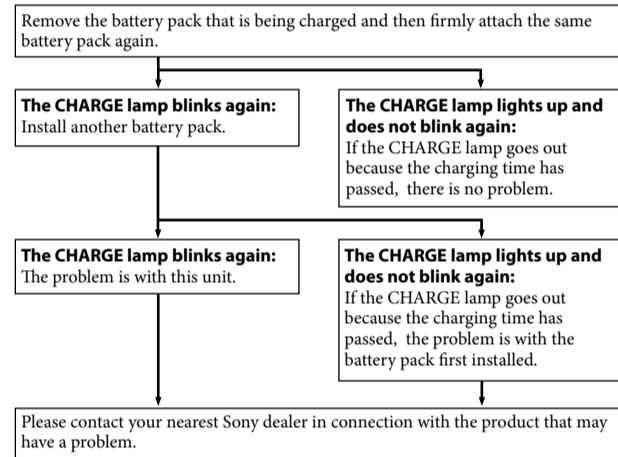 Remove the battery pack that is being charged and then firmly attach the same
battery pack again.
The CHARGE lamp blinks again:
Install another battery pack.
The CHARGE lamp lights up and
does not blink again:
If the CHARGE lamp goes out
because the charging time has
passed, there is no problem.
The CHARGE lamp blinks again:
The problem is with this unit.
The CHARGE lamp lights up and
does not blink again:
If the CHARGE lamp goes out
because the charging time has
passed, the problem is with the
battery pack first installed.
Please contact your nearest Sony dealer in connection with the product that may
have a problem.